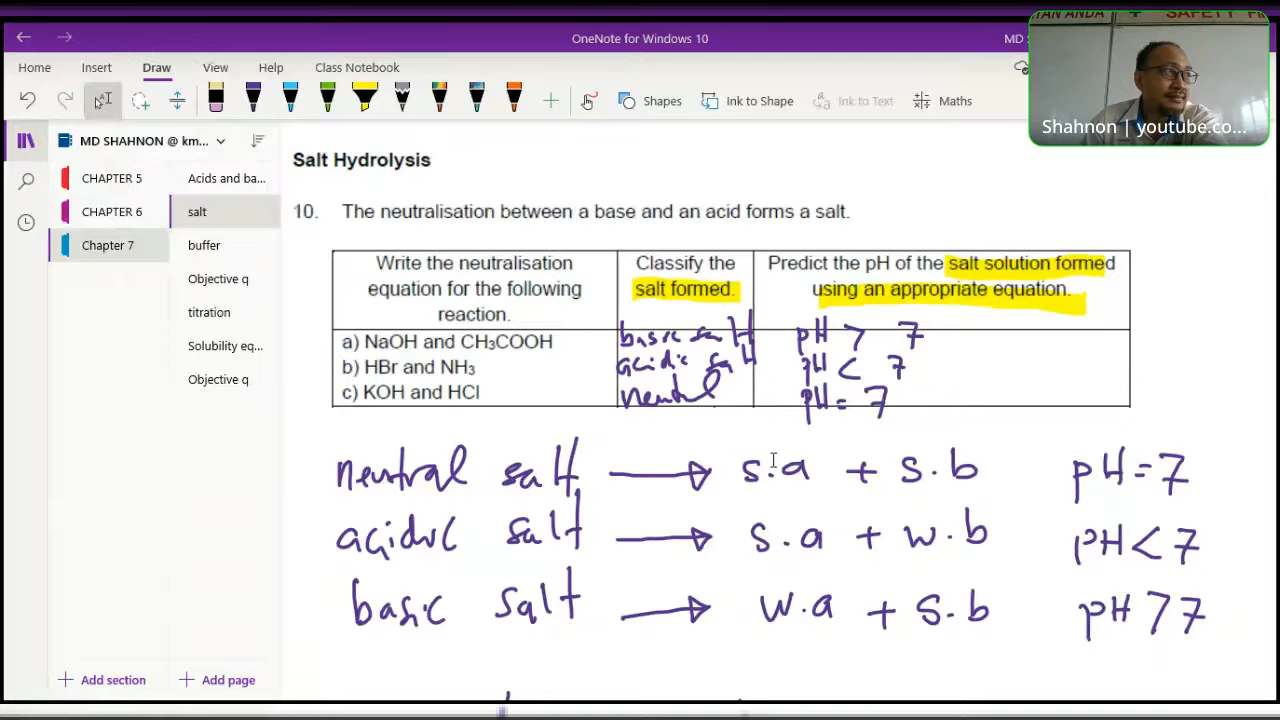 TAN ANDA + SAFETY FI
OneNote for Windows 10
MD S
Home Insert Draw View Help Class Notebook
Shapes Ink to Shape Ink to Text Maths
Shahnon | youtube.co...
MD SHAHNON @ km...
CHAPTER 5
CHAPTER 6
Chapter 7
Acids and ba...
salt
buffer
Objective q
titration
Solubility eq...
Objective q
Add section
Add page
Salt Hydrolysis
10. The neutralisation between a base and an acid forms a salt.
Write the neutralisation
equation for the following
reaction.
Classify the
salt formed.
Predict the pH of the salt solution formed
using an appropriate equation.
a) NaOH and CH₃COOH
b) HBr and NH₃
c) KOH and HCl
basic salt
acidic salt
neutral
pH > 7
pH < 7
pH = 7
neutral salt → s.a + s.b pH = 7
acidic salt → s.a + w.b pH < 7
basic salt → w.a + s.b pH > 7